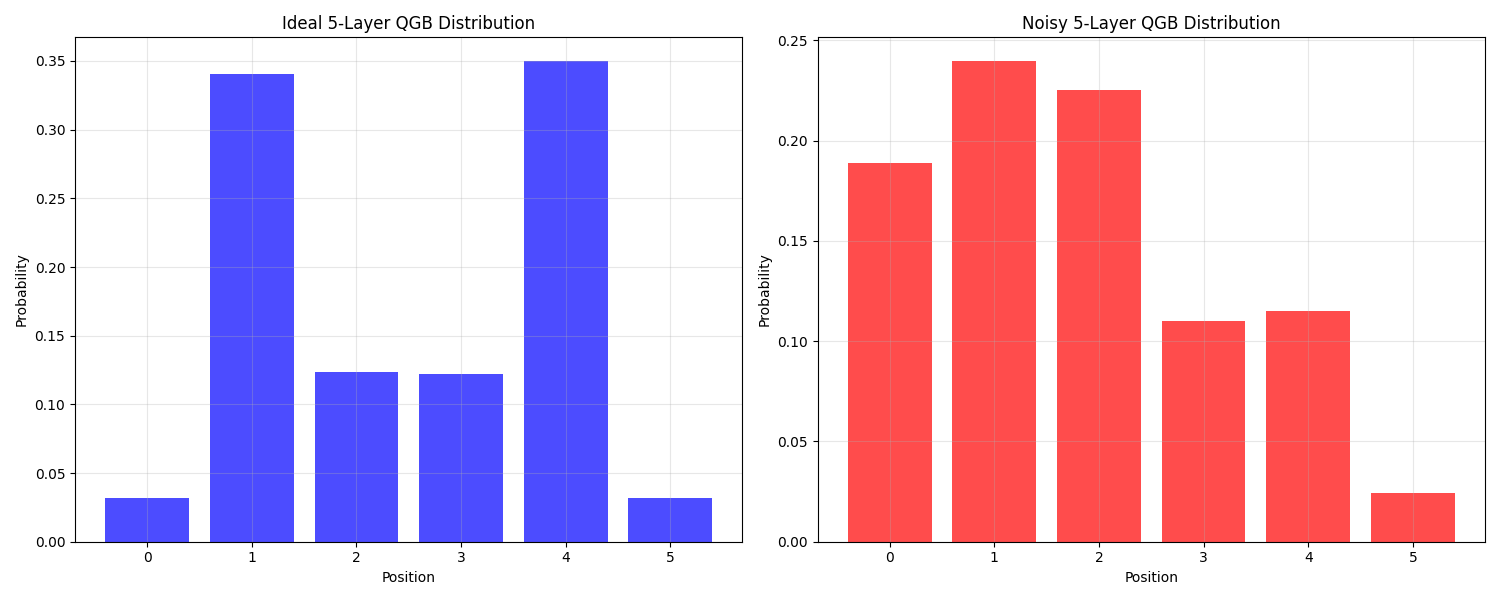 Ideal 5-Layer QGB Distribution
Probability
0.35
0.30
0.25
0.20
0.15
0.10
0.05
0.00
0 1 2 3 4 5
Position
Noisy 5-Layer QGB Distribution
Probability
0.25
0.20
0.15
0.10
0.05
0.00
0 1 2 3 4 5
Position